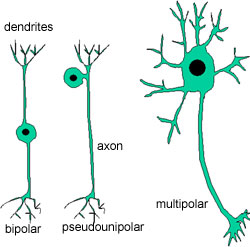 dendrites
axon
bipolar
pseudounipolar
multipolar